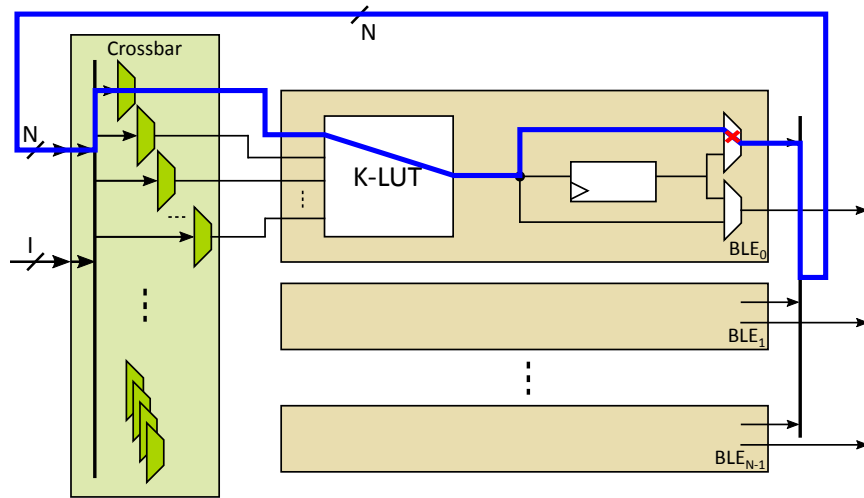 N
Crossbar
N
K-LUT
I
BLE0
BLE1
BLEN-1